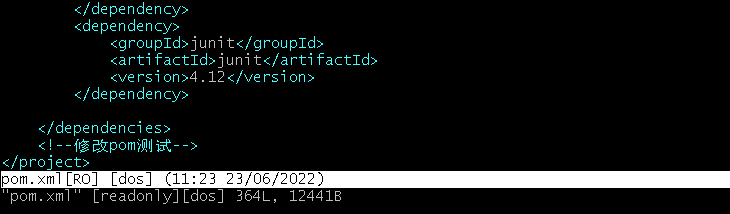 </dependency>
<dependency>
<groupId>junit</groupId>
<artifactId>junit</artifactId>
<version>4.12</version>
</dependency>
</dependencies>
<!--修改pom测试-->
</project>
pom.xml[RO] [dos] (11:23 23/06/2022)
"pom.xml" [readonly][dos] 364L, 12441B